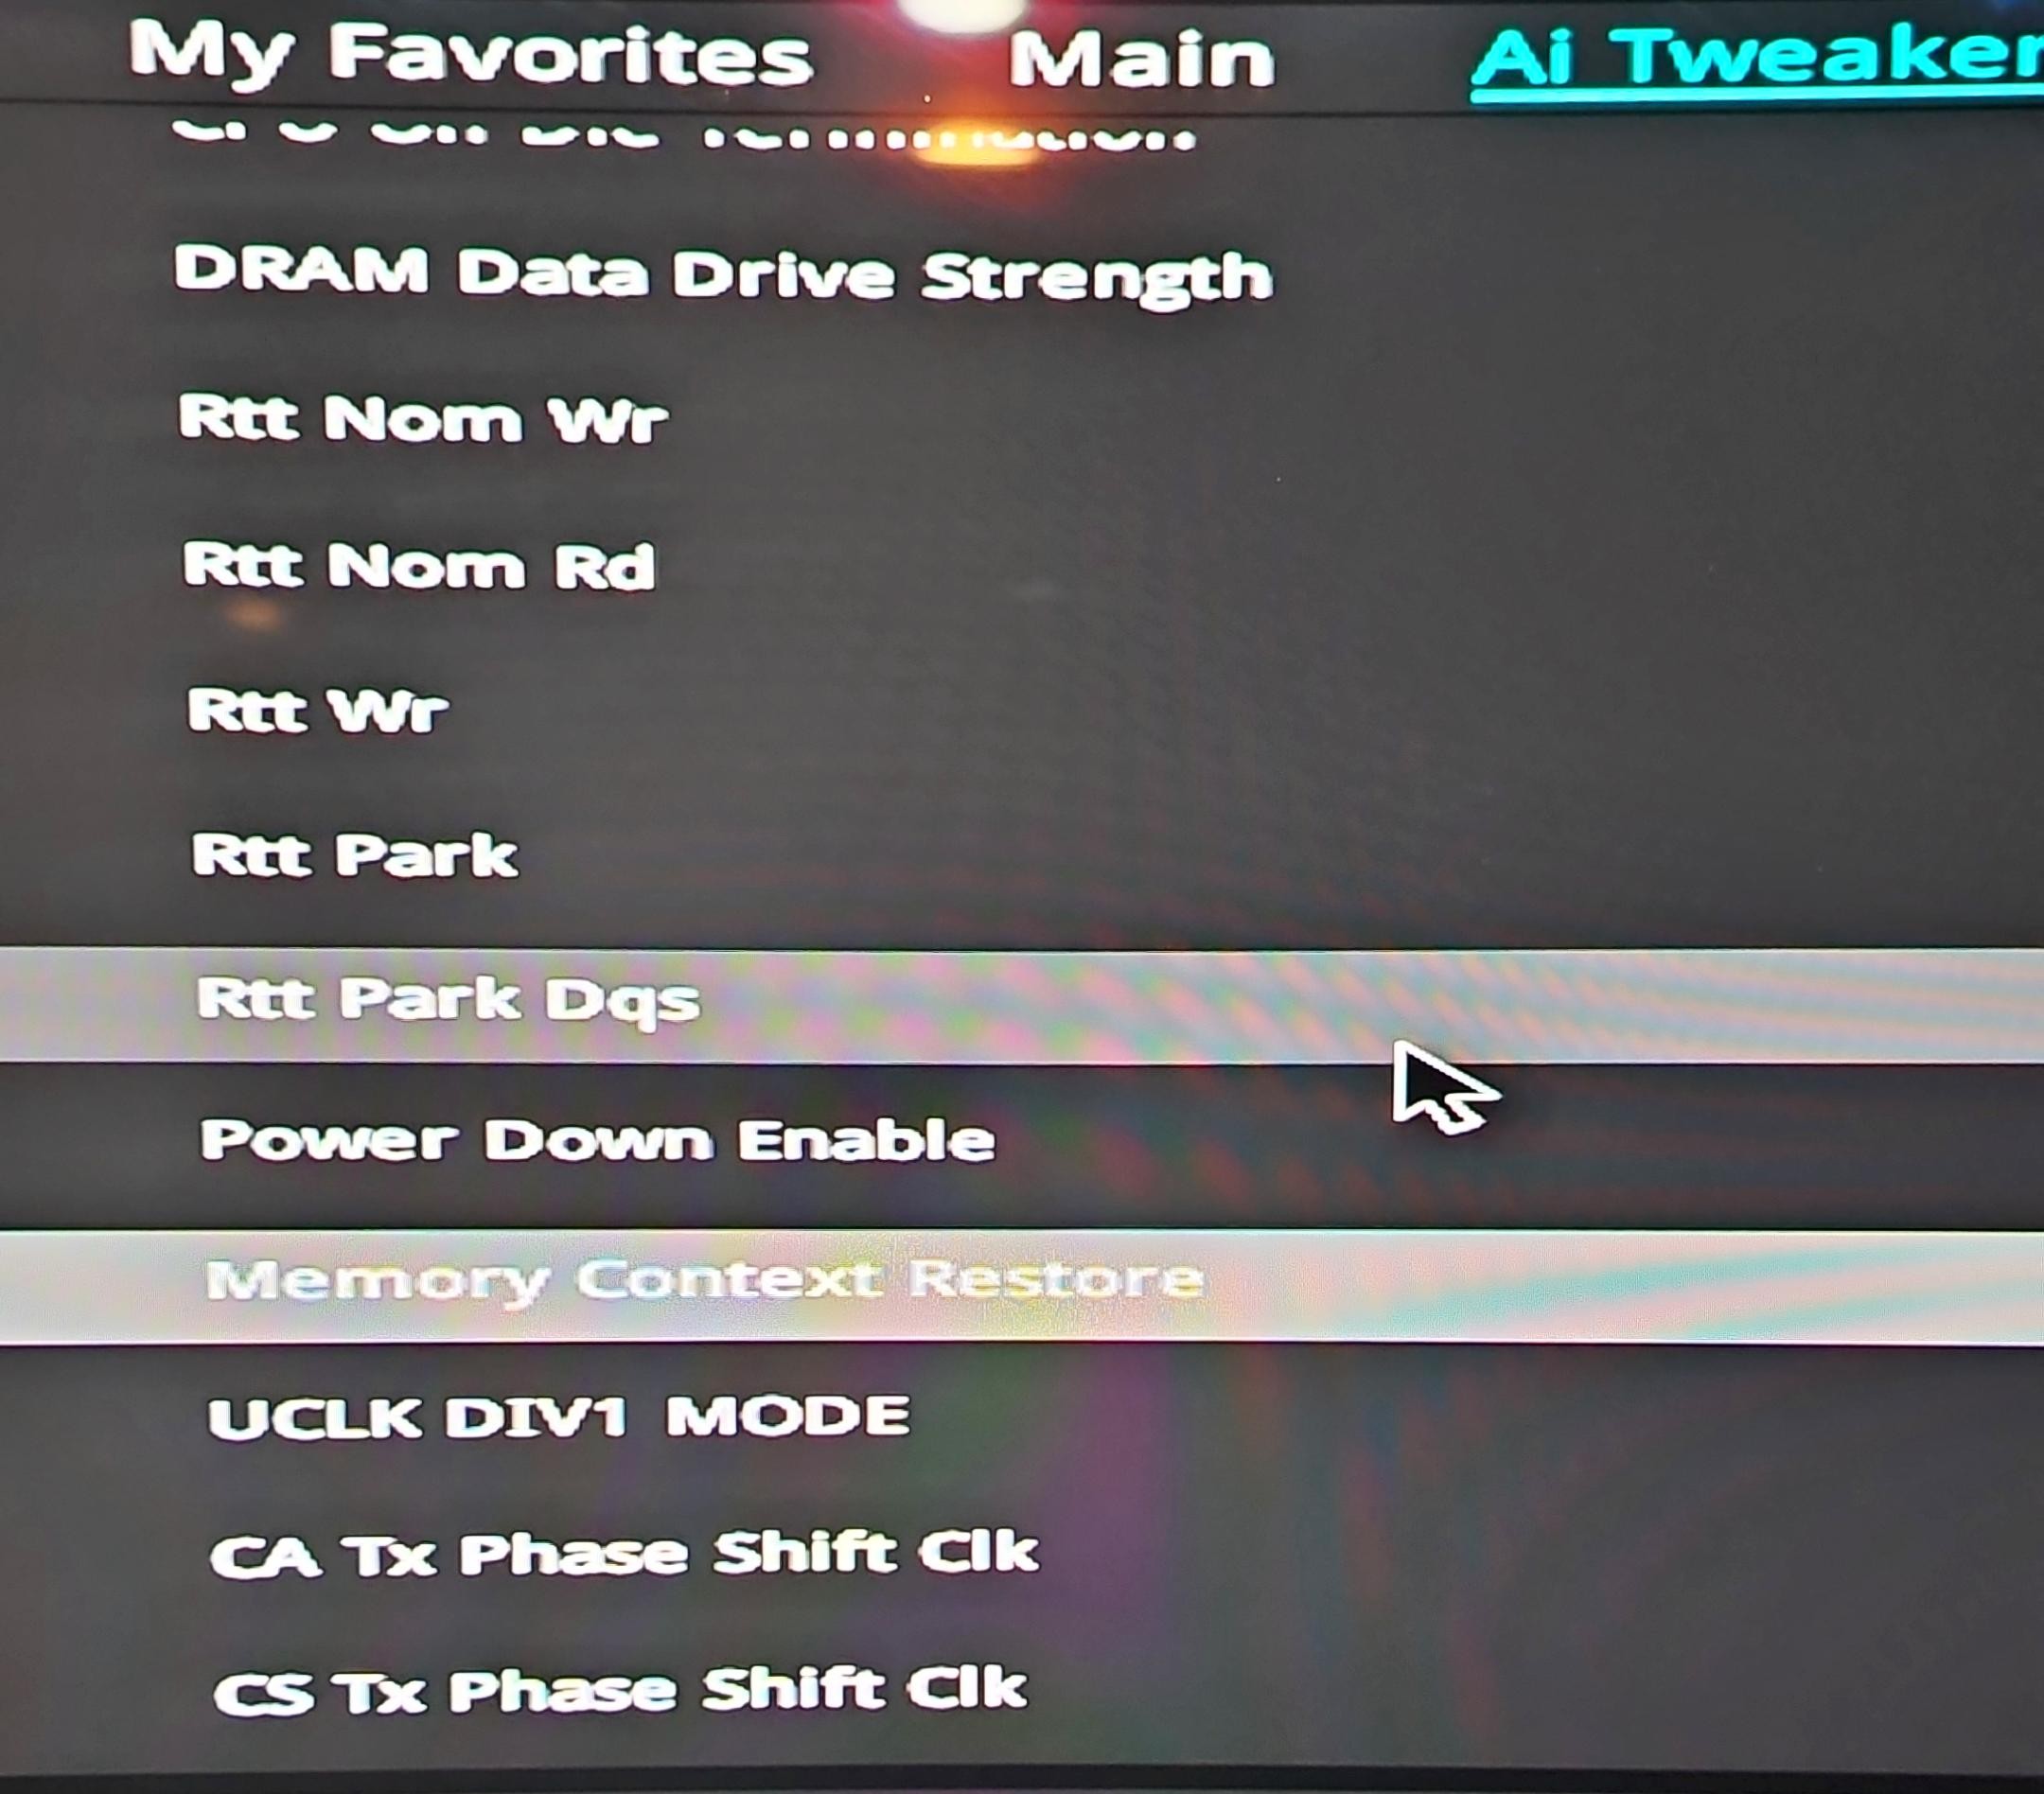 My Favorites Main Ai Tweaker
DRAM Data Drive Strength
Rtt Nom Wr
Rtt Nom Rd
Rtt Wr
Rtt Park
Rtt Park Dqs
Power Down Enable
Memory Context Restore
UCLK DIV1 MODE
CA Tx Phase Shift Clk
CS Tx Phase Shift Clk